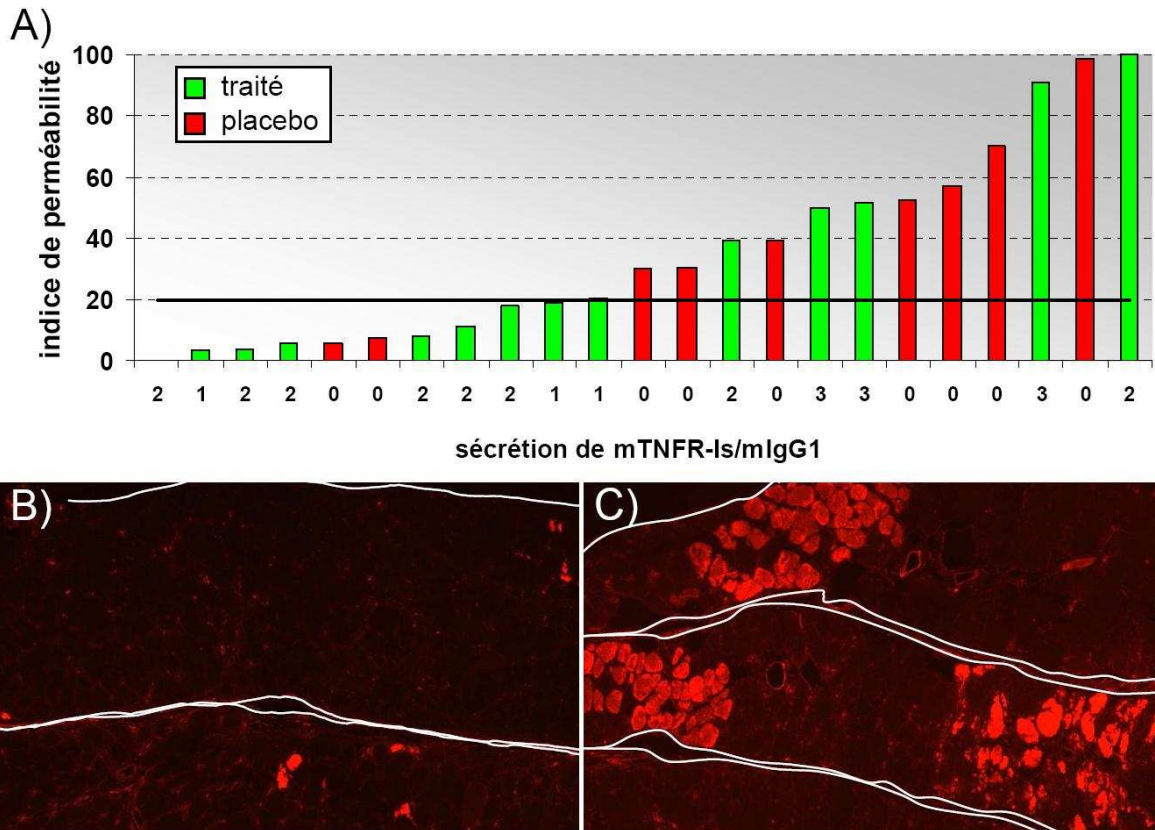 A)
indice de perméabilité
100
80
60
40
20
0
traité
placebo
2 1 2 2 0 0 2 2 2 1 1 0 0 2 0 3 3 0 0 0 3 0 2
sécrétion de mTNFR-Is/mIgG1
B)
C)